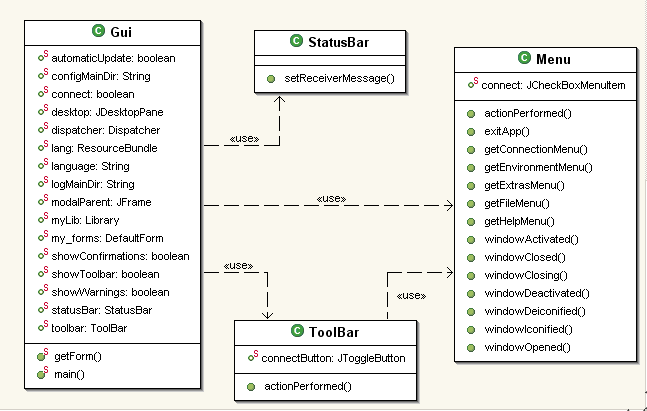 C Gui
S automaticUpdate: boolean
S configMainDir: String
S connect: boolean
S desktop: JDesktopPane
S dispatcher: Dispatcher
S lang: ResourceBundle
S language: String
S logMainDir: String
S modalParent: JFrame
S myLib: Library
S my_forms: DefaultForm
S showConfirmations: boolean
S showToolbar: boolean
S showWarnings: boolean
S statusBar: StatusBar
S toolbar: ToolBar
S getForm()
S main()
C StatusBar
setReceiverMessage()
«use»
«use»
«use»
«use»
C ToolBar
S connectButton: JToggleButton
actionPerformed()
C Menu
S connect: JCheckBoxMenuItem
actionPerformed()
exitApp()
getConnectionMenu()
getEnvironmentMenu()
getExtrasMenu()
getFileMenu()
getHelpMenu()
windowActivated()
windowClosed()
windowClosing()
windowDeactivated()
windowDeiconified()
windowIconified()
windowOpened()